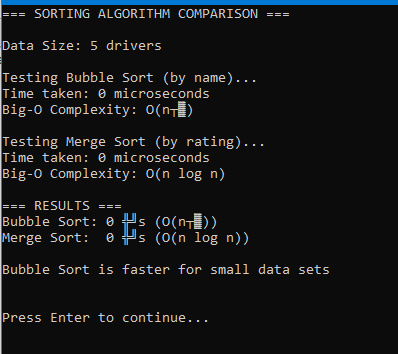 === SORTING ALGORITHM COMPARISON ===
Data Size: 5 drivers
Testing Bubble Sort (by name)...
Time taken: 0 microseconds
Big-O Complexity: O(n┬▓)
Testing Merge Sort (by rating)...
Time taken: 0 microseconds
Big-O Complexity: O(n log n)
=== RESULTS ===
Bubble Sort: 0 ╬╝s (O(n┬▓))
Merge Sort:  0 ╬╝s (O(n log n))
Bubble Sort is faster for small data sets
Press Enter to continue...